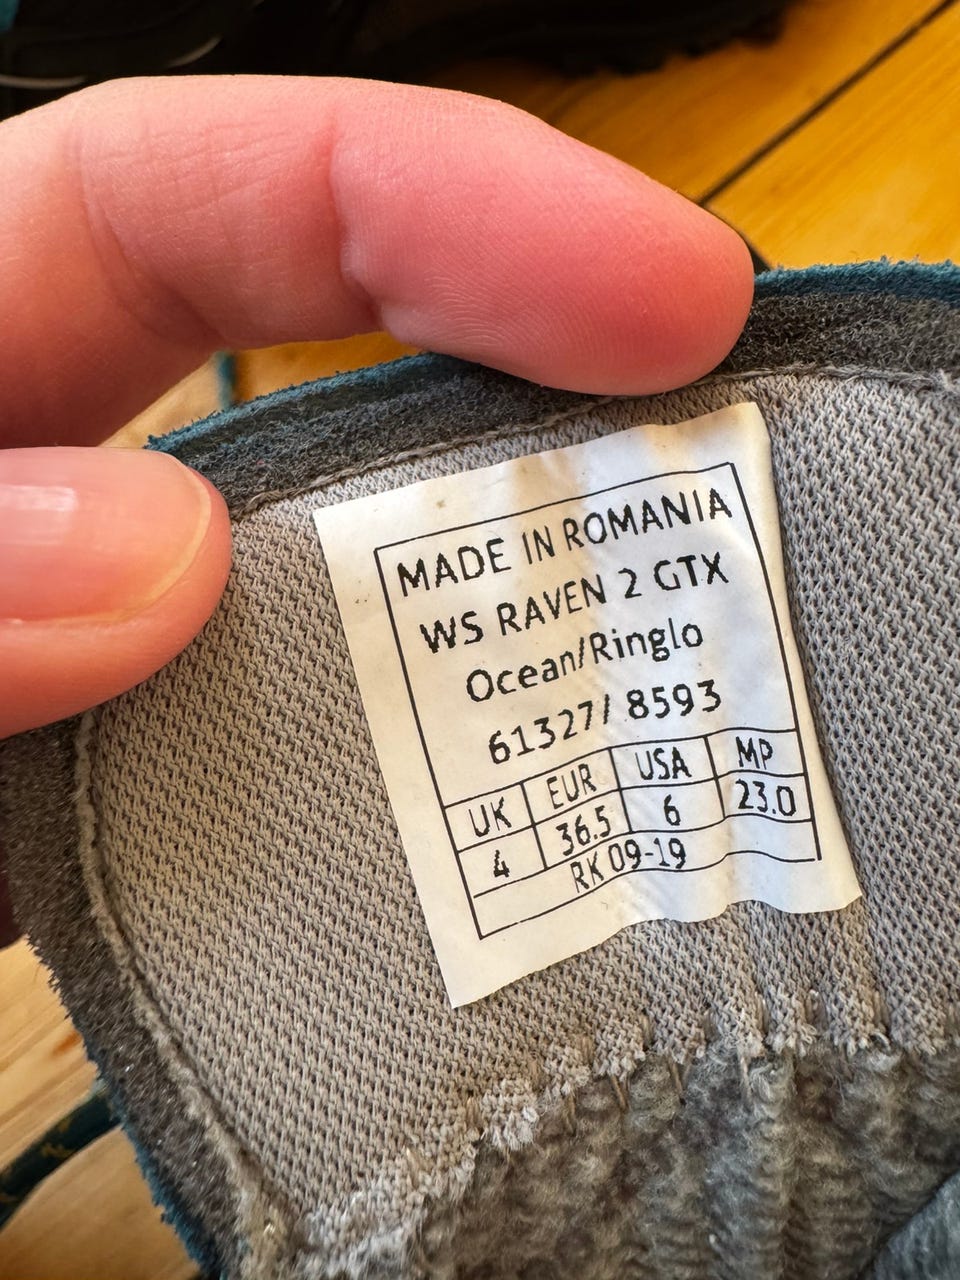 MADE IN ROMANIA
WS RAVEN 2 GTX
Ocean/Ringlo
61327/ 8593
UK EUR USA MP
4 36.5 6 23.0
RK 09-19